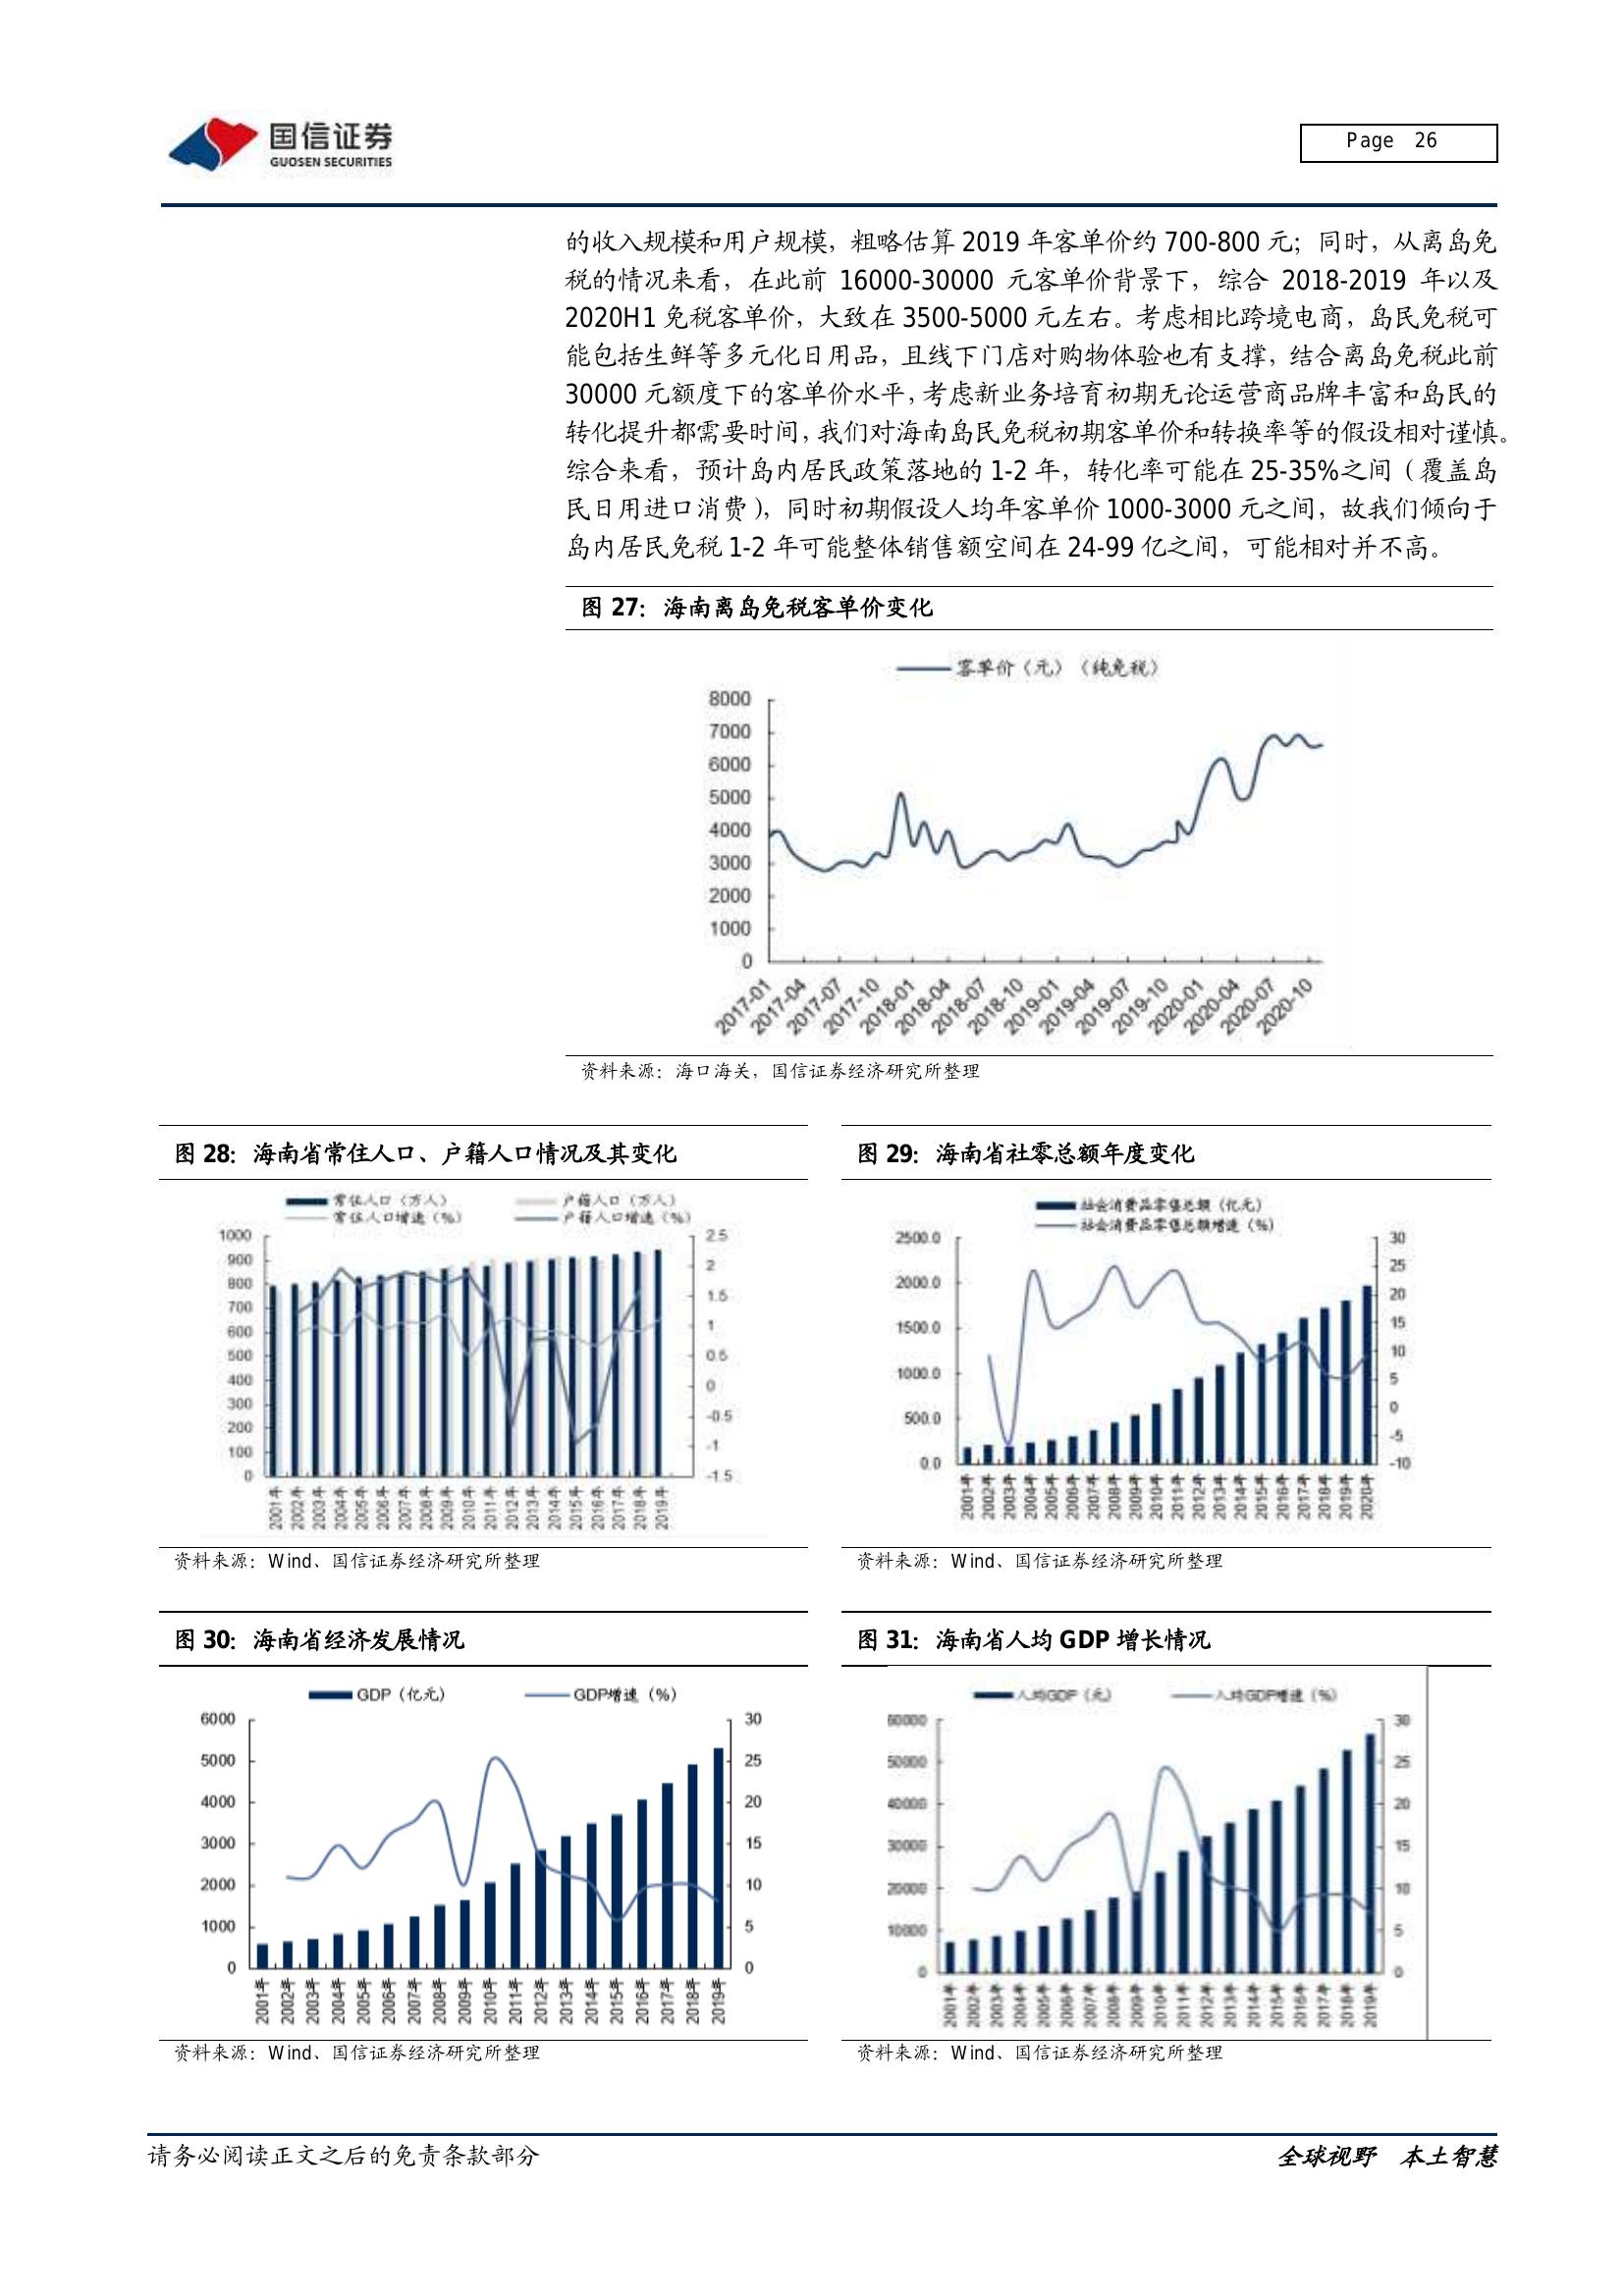 国信证券
GUOSEN SECURITIES
Page 26
的收入规模和用户规模，粗略估算 2019 年客单价约 700-800 元；同时，从离岛免
税的情况来看，在此前 16000-30000 元客单价背景下，综合 2018-2019 年以及
2020H1 免税客单价，大致在 3500-5000 元左右。考虑相比跨境电商，岛民免税可
能包括生鲜等多元化日用品，且线下门店对购物体验也有支撑，结合离岛免税此前
30000 元额度下的客单价水平，考虑新业务培育初期无论运营商品牌丰富和岛民的
转化提升都需要时间，我们对海南岛民免税初期客单价和转换率等的假设相对谨慎。
综合来看，预计岛内居民政策落地的 1-2 年，转化率可能在 25-35%之间（覆盖岛
民日用进口消费），同时初期假设人均年客单价 1000-3000 元之间，故我们倾向于
岛内居民免税 1-2 年可能整体销售额空间在 24-99 亿之间，可能相对并不高。
图 27：海南离岛免税客单价变化
客单价（元）（纯免税）
8000
7000
6000
5000
4000
3000
2000
1000
0
2017-01 2017-04 2017-07 2017-10 2018-01 2018-04 2018-07 2018-10 2019-01 2019-04 2019-07 2019-10 2020-01 2020-04 2020-07 2020-10
资料来源：海口海关，国信证券经济研究所整理
图 28：海南省常住人口、户籍人口情况及其变化
常住人口（万人） 户籍人口（万人）
常住人口增速（%） 户籍人口增速（%）
1000 2.5
900 2
800 1.5
700 1
600 0.5
500 0
400 -0.5
300 -1
200 -1.5
100
0
2001年 2002年 2003年 2004年 2005年 2006年 2007年 2008年 2009年 2010年 2011年 2012年 2013年 2014年 2015年 2016年 2017年 2018年 2019年
资料来源：Wind、国信证券经济研究所整理
图 29：海南省社零总额年度变化
社会消费品零售总额（亿元）
社会消费品零售总额增速（%）
2500.0 30
2000.0 25
1500.0 20
1000.0 15
500.0 10
0.0 5
0
-5
-10
2001年 2002年 2003年 2004年 2005年 2006年 2007年 2008年 2009年 2010年 2011年 2012年 2013年 2014年 2015年 2016年 2017年 2018年 2019年 2020年
资料来源：Wind、国信证券经济研究所整理
图 30：海南省经济发展情况
GDP（亿元） GDP增速（%）
6000 30
5000 25
4000 20
3000 15
2000 10
1000 5
0 0
2001年 2002年 2003年 2004年 2005年 2006年 2007年 2008年 2009年 2010年 2011年 2012年 2013年 2014年 2015年 2016年 2017年 2018年 2019年
资料来源：Wind、国信证券经济研究所整理
图 31：海南省人均 GDP 增长情况
人均GDP（元） 人均GDP增速（%）
60000 30
50000 25
40000 20
30000 15
20000 10
10000 5
0 0
2001年 2002年 2003年 2004年 2005年 2006年 2007年 2008年 2009年 2010年 2011年 2012年 2013年 2014年 2015年 2016年 2017年 2018年 2019年
资料来源：Wind、国信证券经济研究所整理
请务必阅读正文之后的免责条款部分
全球视野 本土智慧